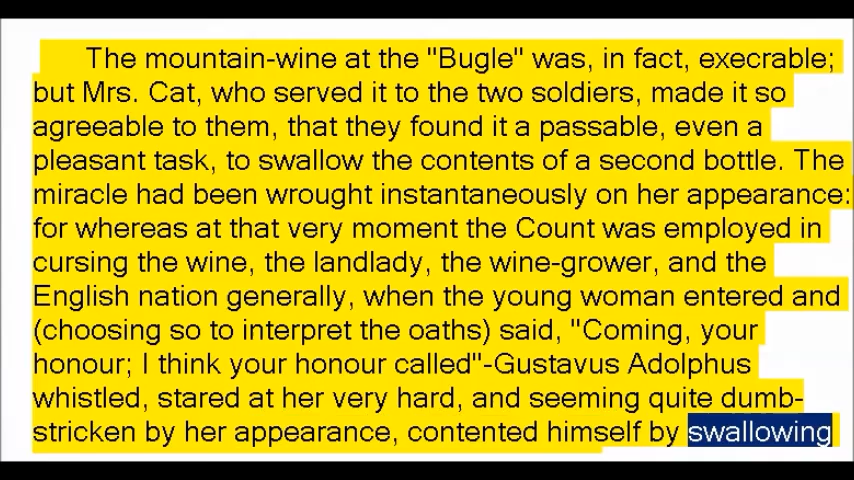 The mountain-wine at the "Bugle" was, in fact, execrable;
but Mrs. Cat, who served it to the two soldiers, made it so
agreeable to them, that they found it a passable, even a
pleasant task, to swallow the contents of a second bottle. The
miracle had been wrought instantaneously on her appearance:
for whereas at that very moment the Count was employed in
cursing the wine, the landlady, the wine-grower, and the
English nation generally, when the young woman entered and
(choosing so to interpret the oaths) said, "Coming, your
honour; I think your honour called"-Gustavus Adolphus
whistled, stared at her very hard, and seeming quite dumb-
stricken by her appearance, contented himself by swallowing